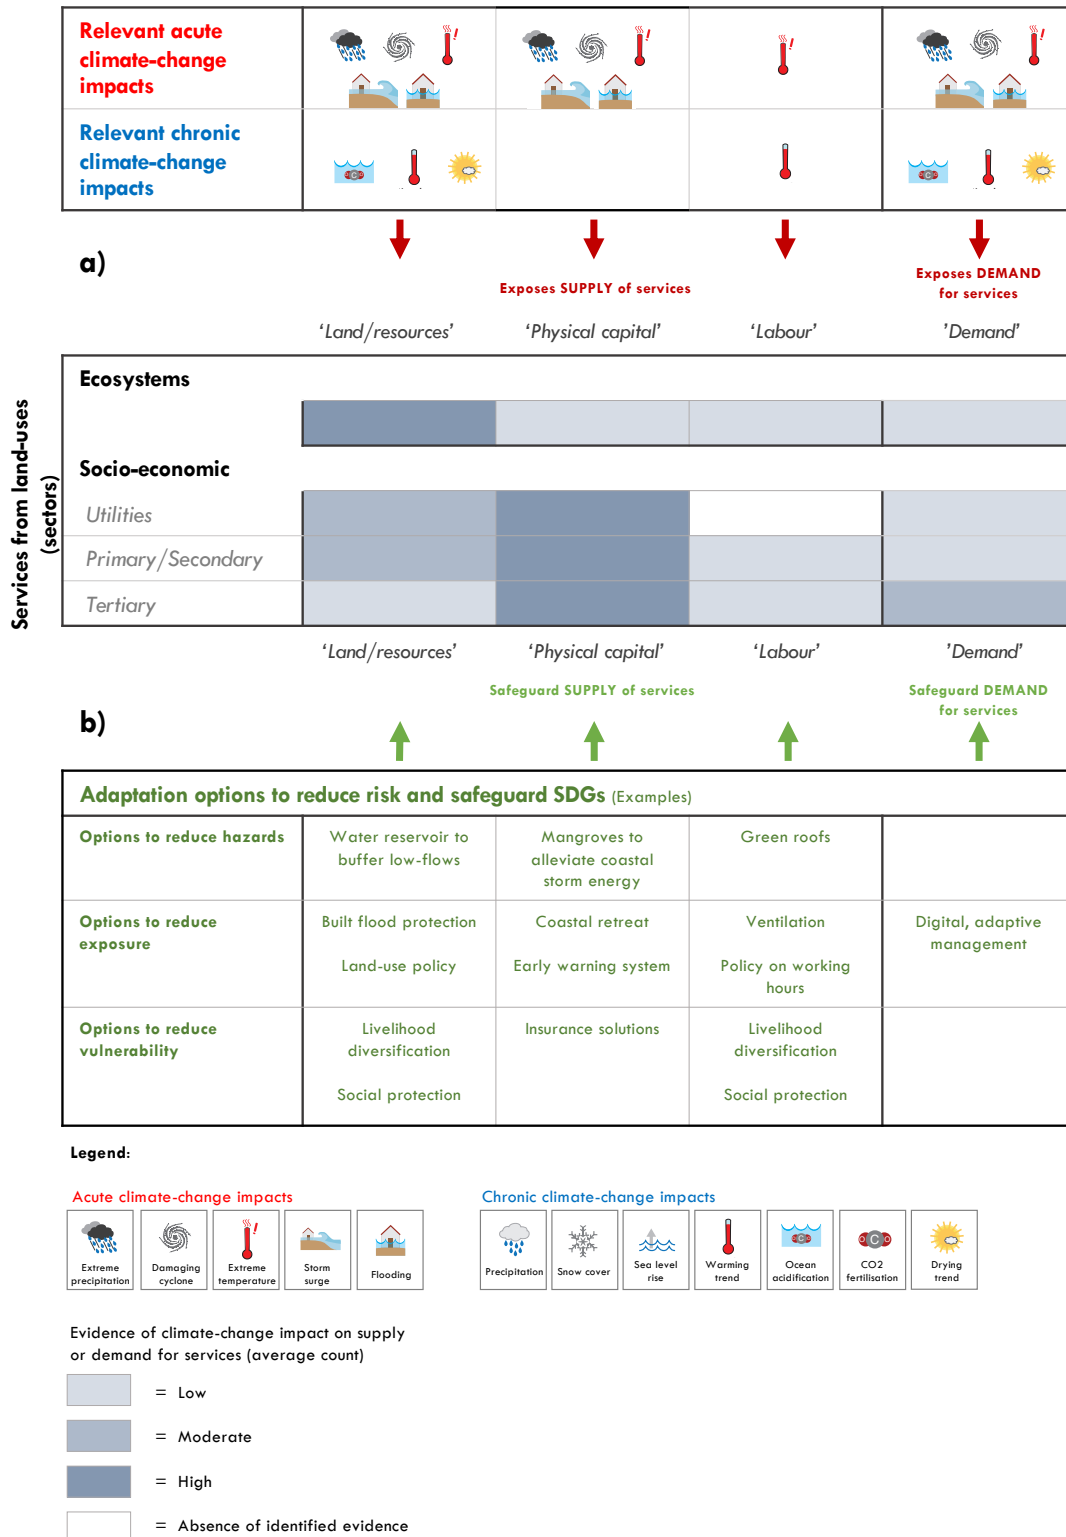 Relevant acute
climate-change
impacts
Relevant chronic
climate-change
impacts
a)
Exposes SUPPLY of services
Exposes DEMAND
for services
‘Land/resources’
‘Physical capital’
‘Labour’
’Demand’
Services from land-uses
(sectors)
Ecosystems
Socio-economic
Utilities
Primary/Secondary
Tertiary
‘Land/resources’
‘Physical capital’
‘Labour’
’Demand’
Safeguard SUPPLY of services
Safeguard DEMAND
for services
b)
Adaptation options to reduce risk and safeguard SDGs (Examples)
Options to reduce hazards
Water reservoir to
buffer low-flows
Mangroves to
alleviate coastal
storm energy
Green roofs
Options to reduce
exposure
Built flood protection
Land-use policy
Coastal retreat
Early warning system
Ventilation
Policy on working
hours
Digital, adaptive
management
Options to reduce
vulnerability
Livelihood
diversification
Social protection
Insurance solutions
Livelihood
diversification
Social protection
Legend:
Acute climate-change impacts
Extreme
precipitation
Damaging
cyclone
Extreme
temperature
Storm
surge
Flooding
Chronic climate-change impacts
Precipitation
Snow cover
Sea level
rise
Warming
trend
Ocean
acidification
CO2
fertilisation
Drying
trend
Evidence of climate-change impact on supply
or demand for services (average count)
= Low
= Moderate
= High
= Absence of identified evidence